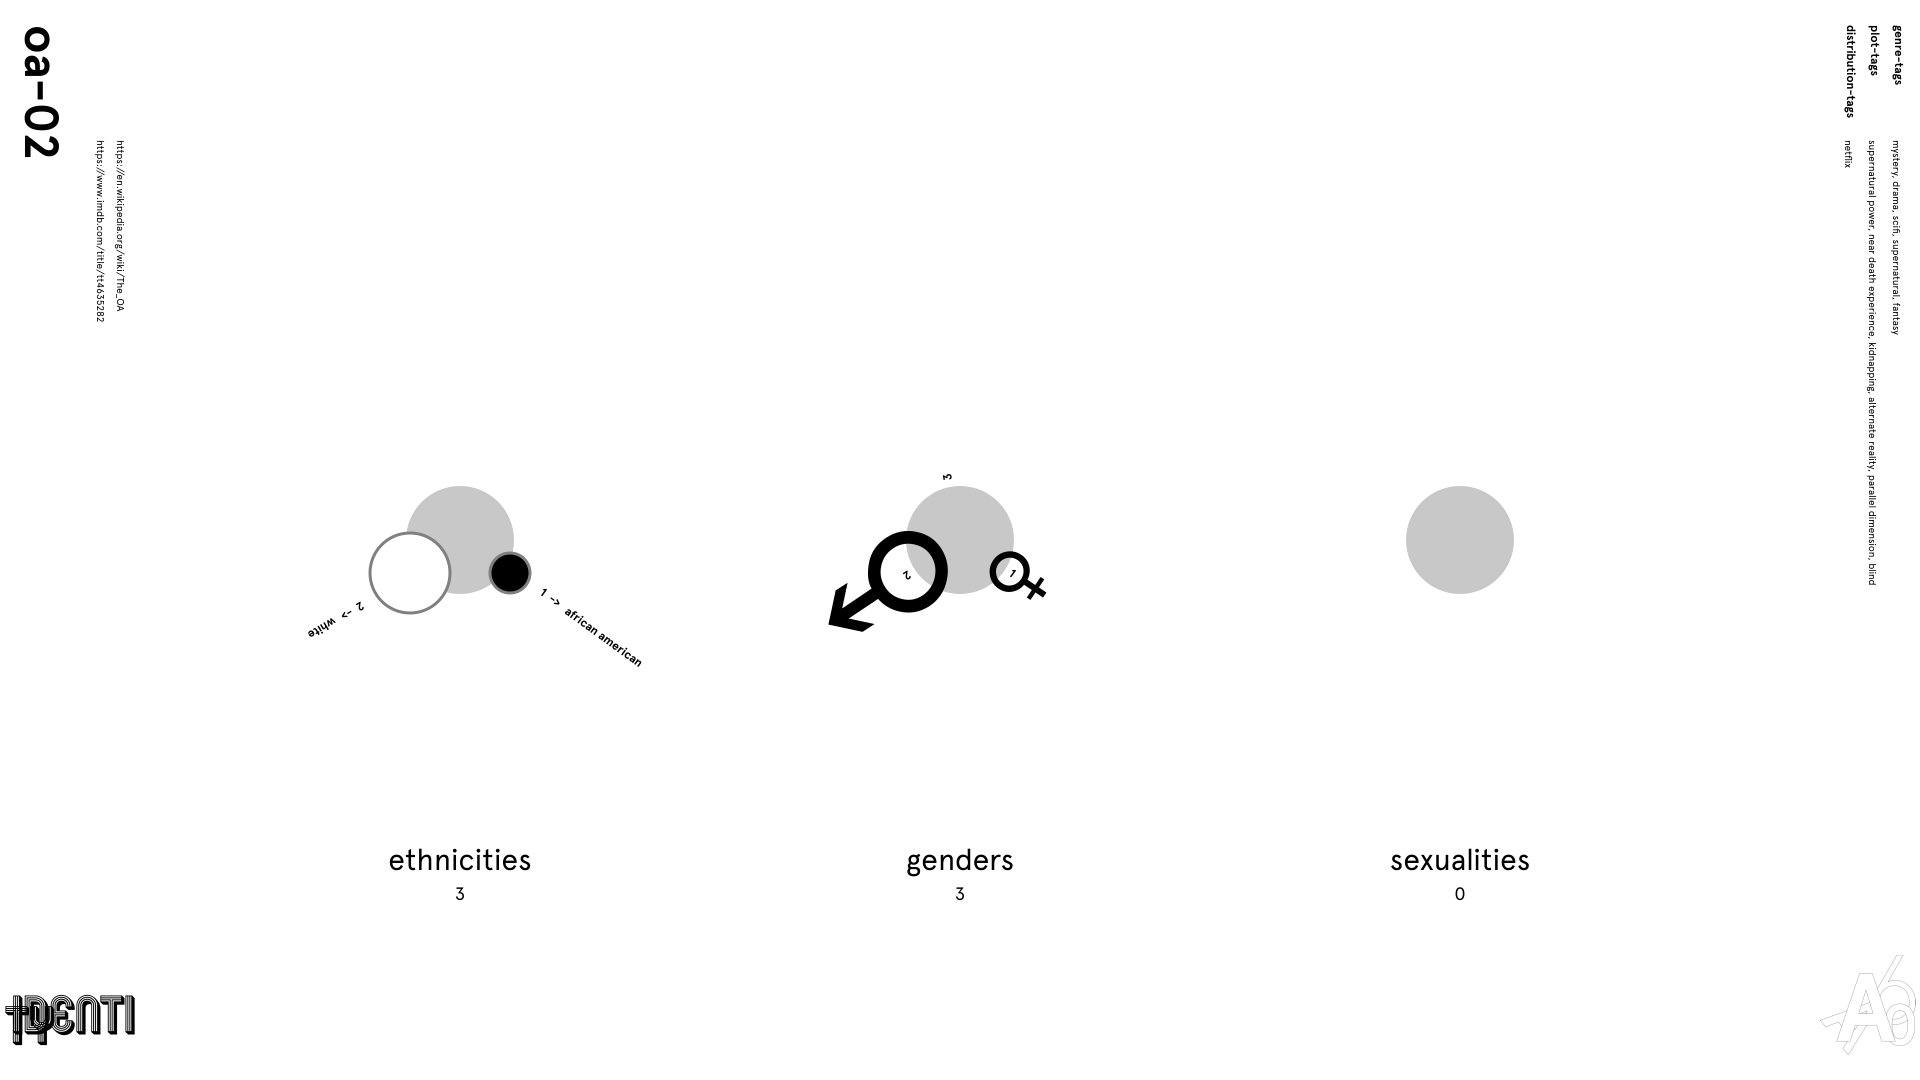 oa-02
https://en.wikipedia.org/wiki/The_OA
https://www.imdb.com/title/tt4635282
genre-tags
mystery, drama, scifi, supernatural, fantasy
plot-tags
supernatural power, near death experience, kidnapping, alternate reality, parallel dimension, blind
distribution-tags
netflix
2 -> white
1 -> african american
3
2
1
ethnicities
3
genders
3
sexualities
0
IDENTI
ty